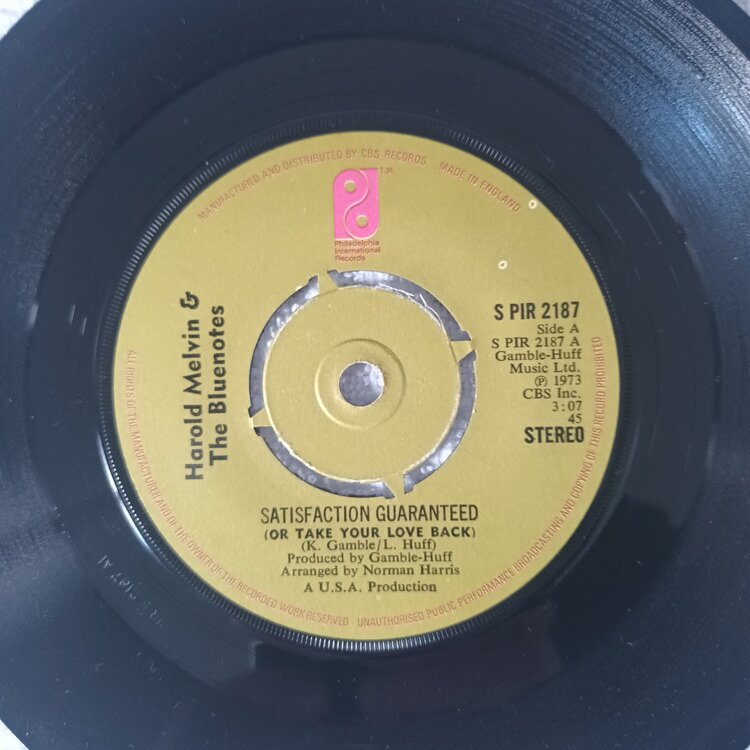 MANUFACTURED AND DISTRIBUTED BY CBS RECORDS
MADE IN ENGLAND
T.M.
Philadelphia
International
Records
Harold Melvin &
The Bluenotes
S PIR 2187
Side A
S PIR 2187 A
Gamble-Huff
Music Ltd.
℗ 1973
CBS Inc.
3:07
45
STEREO
SATISFACTION GUARANTEED
(OR TAKE YOUR LOVE BACK)
(K. Gamble/L. Huff)
Produced by Gamble-Huff
Arranged by Norman Harris
A U.S.A. Production
ALL RIGHTS OF THE MANUFACTURER AND OF THE OWNER OF THE RECORDED WORK RESERVED · UNAUTHORISED PUBLIC PERFORMANCE BROADCASTING AND COPYING OF THIS RECORD PROHIBITED